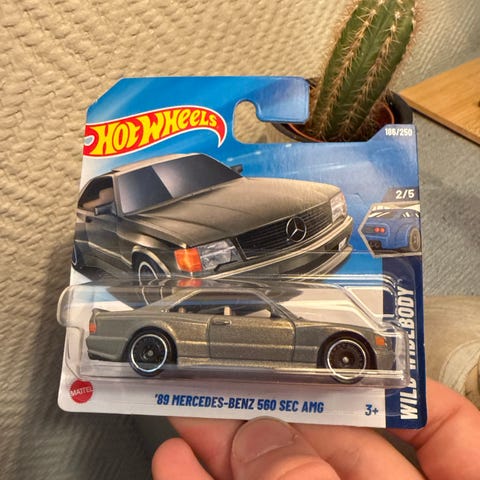 HOT WHEELS
186/250
2/5
WILD WIDEBODY
MATTEL
'89 MERCEDES-BENZ 560 SEC AMG
3+